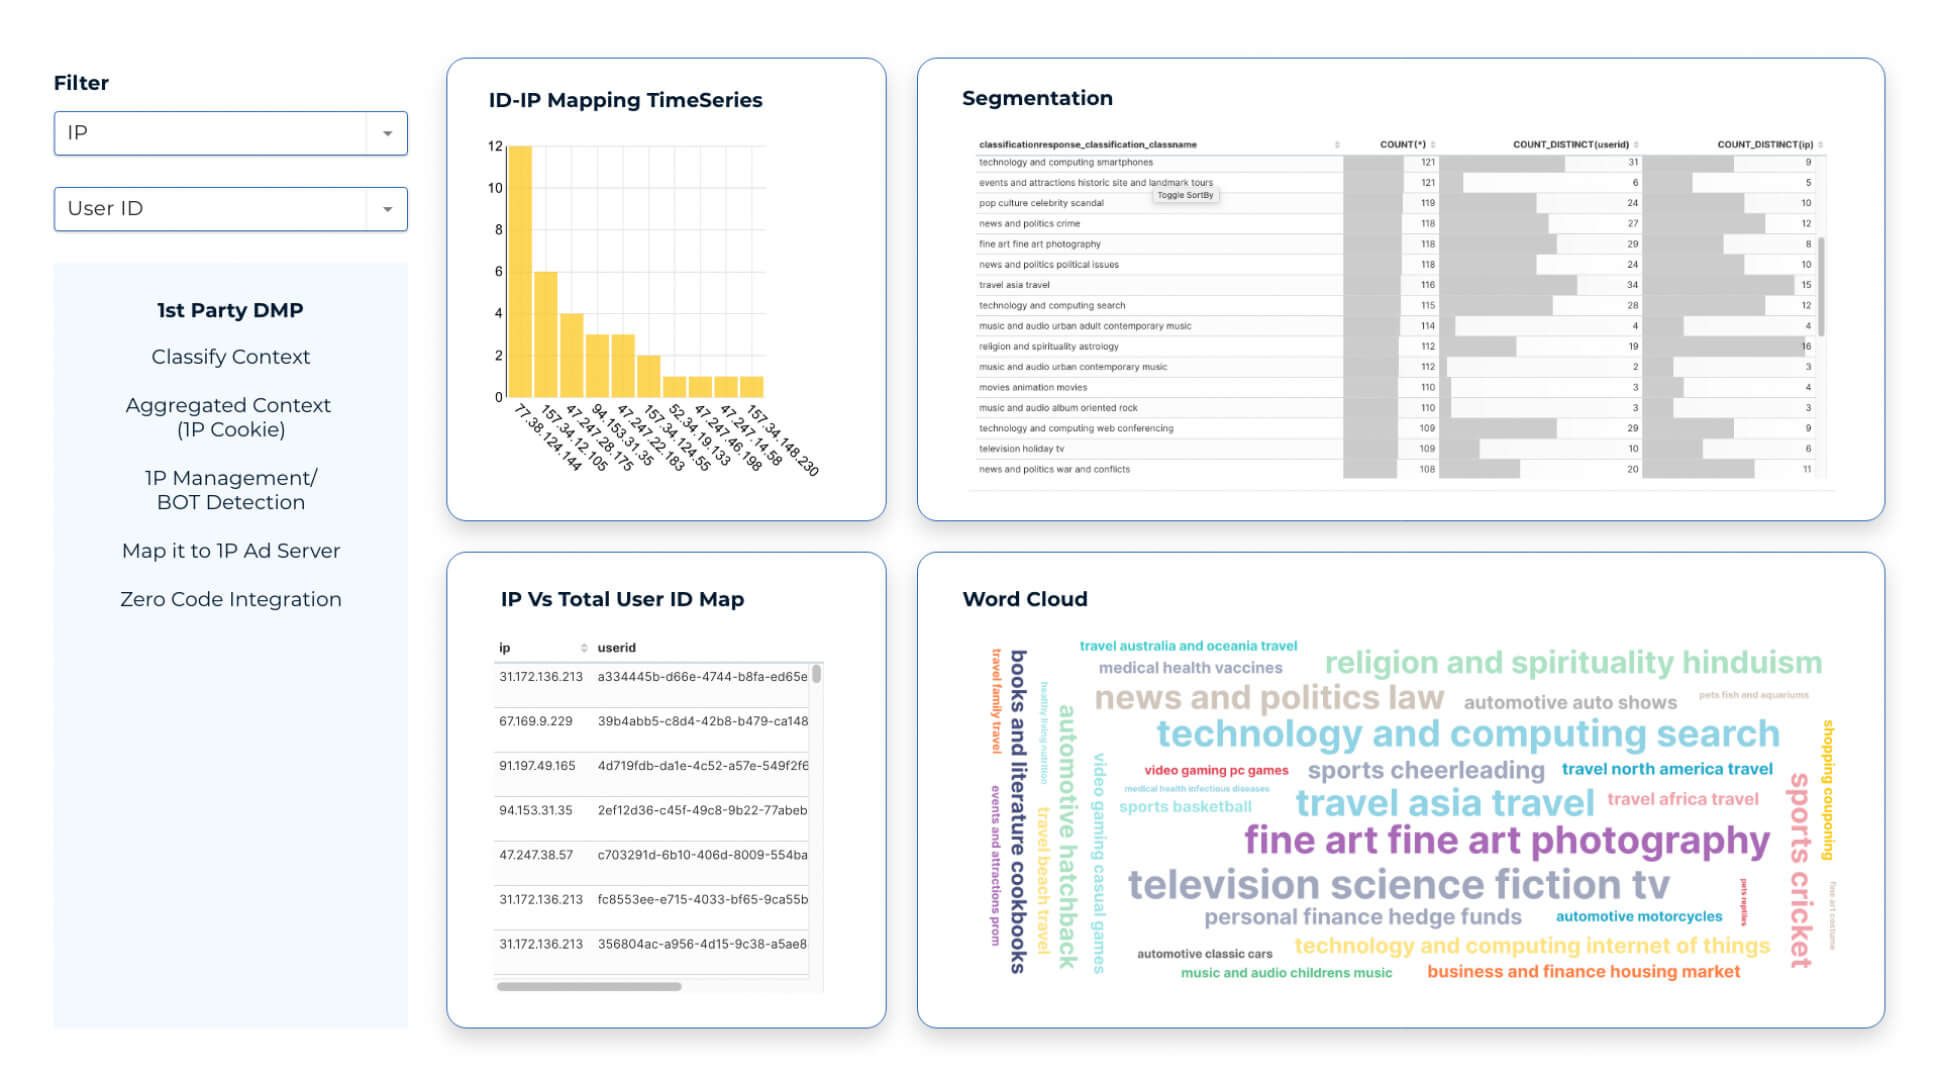 Filter
IP
User ID
1st Party DMP
Classify Context
Aggregated Context
(1P Cookie)
1P Management/
BOT Detection
Map it to 1P Ad Server
Zero Code Integration
ID-IP Mapping TimeSeries
12
10
8
6
4
2
0
77.38.124.144
157.34.12.105
47.247.28.175
94.153.31.35
47.247.22.183
157.34.124.55
52.34.19.133
47.247.46.198
47.247.14.58
157.34.148.230
Segmentation
classificationresponse_classification_classname COUNT(*) COUNT_DISTINCT(userid) COUNT_DISTINCT(ip)
technology and computing smartphones 121 31 9
events and attractions historic site and landmark tours 121 6 5
Toggle SortBy
pop culture celebrity scandal 119 24 10
news and politics crime 118 27 12
fine art fine art photography 118 29 8
news and politics political issues 118 24 10
travel asia travel 116 34 15
technology and computing search 115 28 12
music and audio urban adult contemporary music 114 4 4
religion and spirituality astrology 112 19 16
music and audio urban contemporary music 112 2 3
movies animation movies 110 3 4
music and audio album oriented rock 110 3 3
technology and computing web conferencing 109 29 9
television holiday tv 109 10 6
news and politics war and conflicts 108 20 11
IP Vs Total User ID Map
ip userid
31.172.136.213 a334445b-d66e-4744-b8fa-ed65e
67.169.9.229 39b4abb5-c8d4-42b8-b479-ca148
91.197.49.165 4d719fdb-da1e-4c52-a57e-549f2f6
94.153.31.35 2ef12d36-c45f-49c8-9b22-77abeb
47.247.38.57 c703291d-6b10-406d-8009-554ba
31.172.136.213 fc8553ee-e715-4033-bf65-9ca55b
31.172.136.213 356804ac-a956-4d15-9c38-a5ae8
Word Cloud
travel family travel
events and attractions prom
books and literature cookbooks
healthy living nutrition
travel beach travel
automotive hatchback
video gaming casual games
travel australia and oceania travel
medical health vaccines
religion and spirituality hinduism
news and politics law
automotive auto shows
pets fish and aquariums
technology and computing search
video gaming pc games
sports cheerleading
travel north america travel
medical health infectious diseases
sports basketball
travel asia travel
travel africa travel
fine art fine art photography
television science fiction tv
personal finance hedge funds
automotive motorcycles
automotive classic cars
technology and computing internet of things
music and audio childrens music
business and finance housing market
pets reptiles
sports cricket
shopping couponing
fine art costume